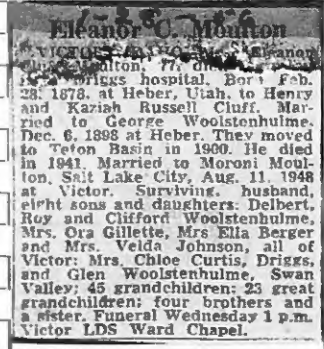 Eleanor C. Moulton
VICTOR, IDAHO Mrs. Eleanor
Moulton, 77,
Driggs hospital. Born Feb.
28, 1878, at Heber, Utah, to Henry
and Kaziah Russell Cluff. Mar-
ried to George Woolstenhulme,
Dec. 6, 1898 at Heber. They moved
to Teton Basin in 1900. He died
in 1941. Married to Moroni Moul-
ton, Salt Lake City, Aug. 11, 1948
at Victor. Surviving, husband,
eight sons and daughters: Delbert,
Roy and Clifford Woolstenhulme,
Mrs. Ora Gillette, Mrs Ella Berger
and Mrs. Velda Johnson, all of
Victor; Mrs. Chloe Curtis, Driggs,
and Glen Woolstenhulme, Swan
Valley; 45 grandchildren; 23 great
grandchildren; four brothers and
a sister. Funeral Wednesday 1 p.m.
Victor LDS Ward Chapel.